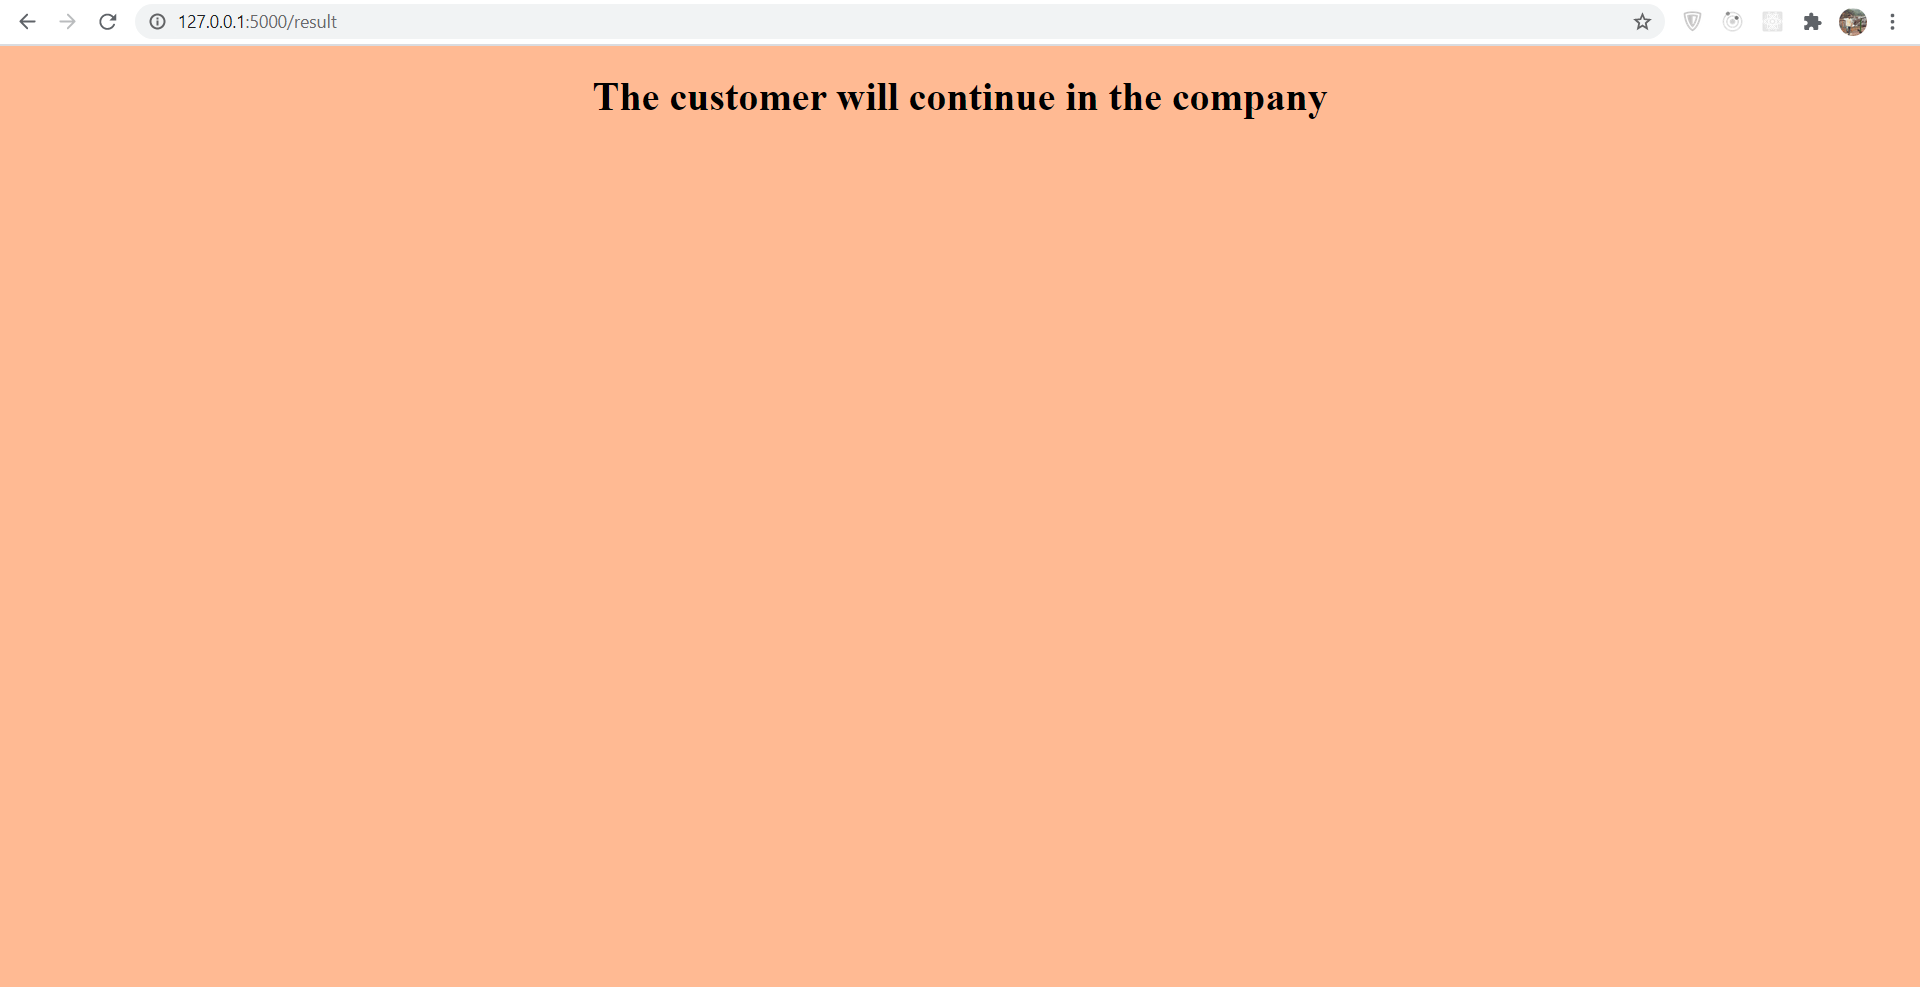 127.0.0.1:5000/result
The customer will continue in the company